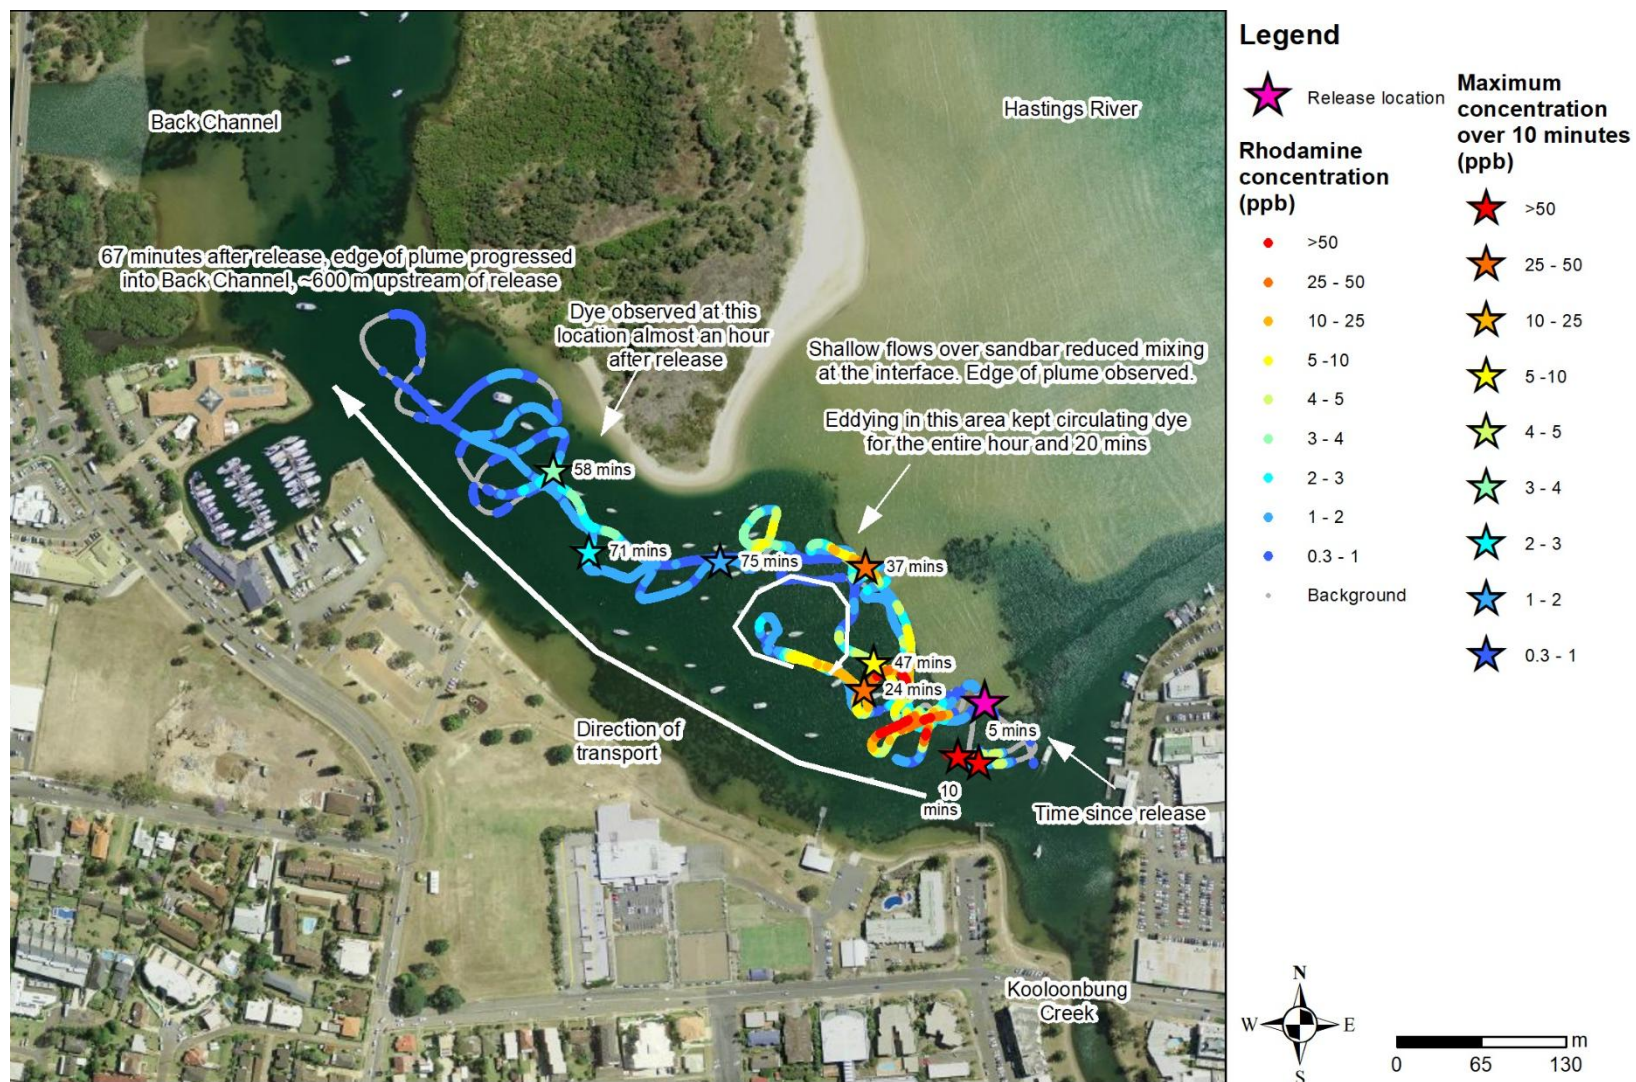 Back Channel
Hastings River
67 minutes after release, edge of plume progressed
into Back Channel, ~600 m upstream of release
Dye observed at this
location almost an hour
after release
Shallow flows over sandbar reduced mixing
at the interface. Edge of plume observed.
Eddying in this area kept circulating dye
for the entire hour and 20 mins
58 mins
71 mins
75 mins
37 mins
47 mins
24 mins
5 mins
10
mins
Direction of
transport
Time since release
Kooloonbung
Creek
Legend
Release location
Rhodamine
concentration
(ppb)
>50
25 - 50
10 - 25
5 -10
4 - 5
3 - 4
2 - 3
1 - 2
0.3 - 1
Background
Maximum
concentration
over 10 minutes
(ppb)
>50
25 - 50
10 - 25
5 -10
4 - 5
3 - 4
2 - 3
1 - 2
0.3 - 1
N
W
E
S
m
0 65 130